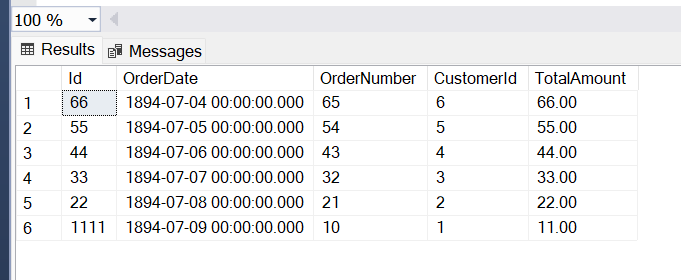 100 %
Results Messages
Id OrderDate OrderNumber CustomerId TotalAmount
1 66 1894-07-04 00:00:00.000 65 6 66.00
2 55 1894-07-05 00:00:00.000 54 5 55.00
3 44 1894-07-06 00:00:00.000 43 4 44.00
4 33 1894-07-07 00:00:00.000 32 3 33.00
5 22 1894-07-08 00:00:00.000 21 2 22.00
6 1111 1894-07-09 00:00:00.000 10 1 11.00